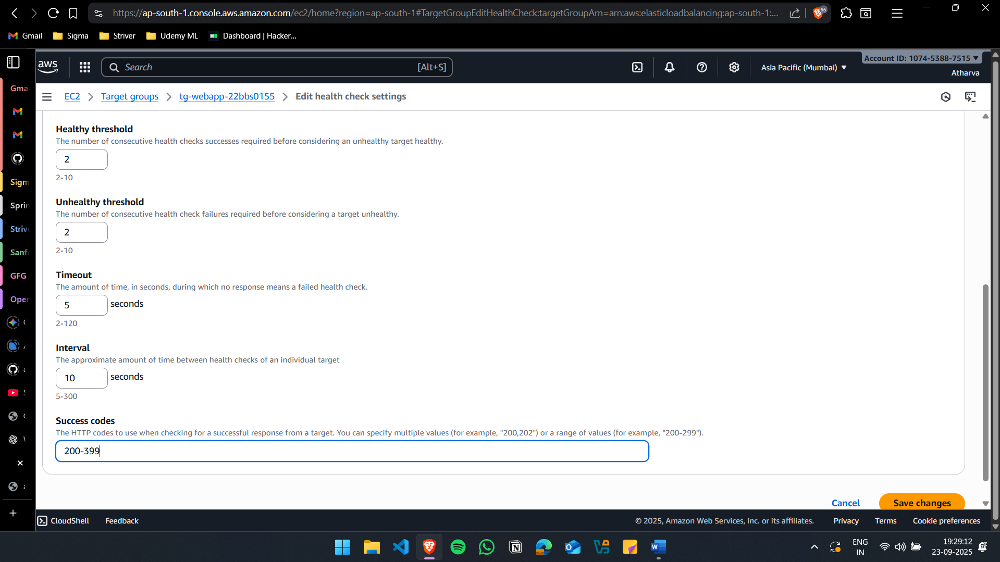 https://ap-south-1.console.aws.amazon.com/ec2/home?region=ap-south-1#TargetGroupEditHealthCheck:targetGroupArn=arn:aws:elasticloadbalancing:ap-south-1:...
56
Gmail
Sigma
Striver
Udemy ML
Dashboard | Hacker...
aws
Search
[Alt+S]
Asia Pacific (Mumbai)
Account ID: 1074-5388-7515
Atharva
EC2
Target groups
tg-webapp-22bbs0155
Edit health check settings
Gmai
Sigm
Sprin
Strive
Sanfo
GFG
Open
Healthy threshold
The number of consecutive health checks successes required before considering an unhealthy target healthy.
2
2-10
Unhealthy threshold
The number of consecutive health check failures required before considering a target unhealthy.
2
2-10
Timeout
The amount of time, in seconds, during which no response means a failed health check.
5 seconds
2-120
Interval
The approximate amount of time between health checks of an individual target
10 seconds
5-300
Success codes
The HTTP codes to use when checking for a successful response from a target. You can specify multiple values (for example, "200,202") or a range of values (for example, "200-299").
200-399
Cancel
Save changes
CloudShell
Feedback
© 2025, Amazon Web Services, Inc. or its affiliates.
Privacy
Terms
Cookie preferences
ENG
IN
19:29:12
23-09-2025